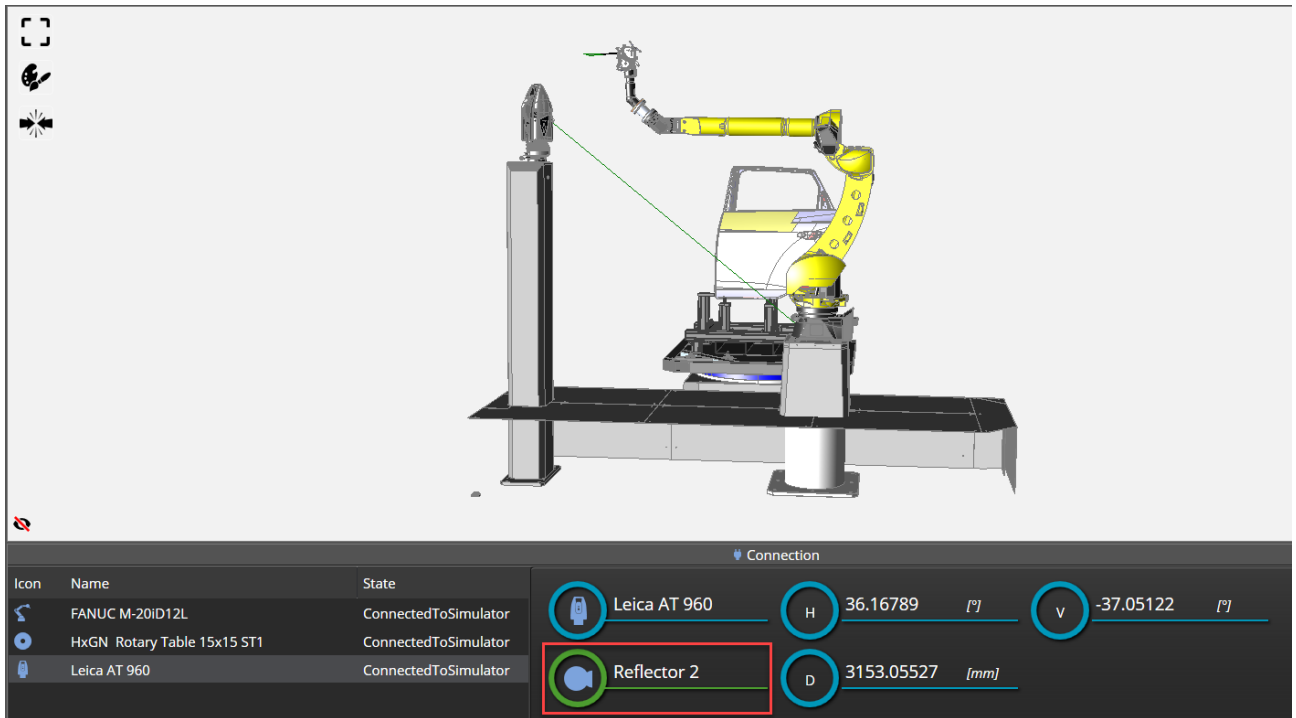 Connection
Icon Name State
FANUC M-20iD12L ConnectedToSimulator
HxGN Rotary Table 15x15 ST1 ConnectedToSimulator
Leica AT 960 ConnectedToSimulator
Leica AT 960 H 36.16789 [°] V -37.05122 [°]
Reflector 2 D 3153.05527 [mm]